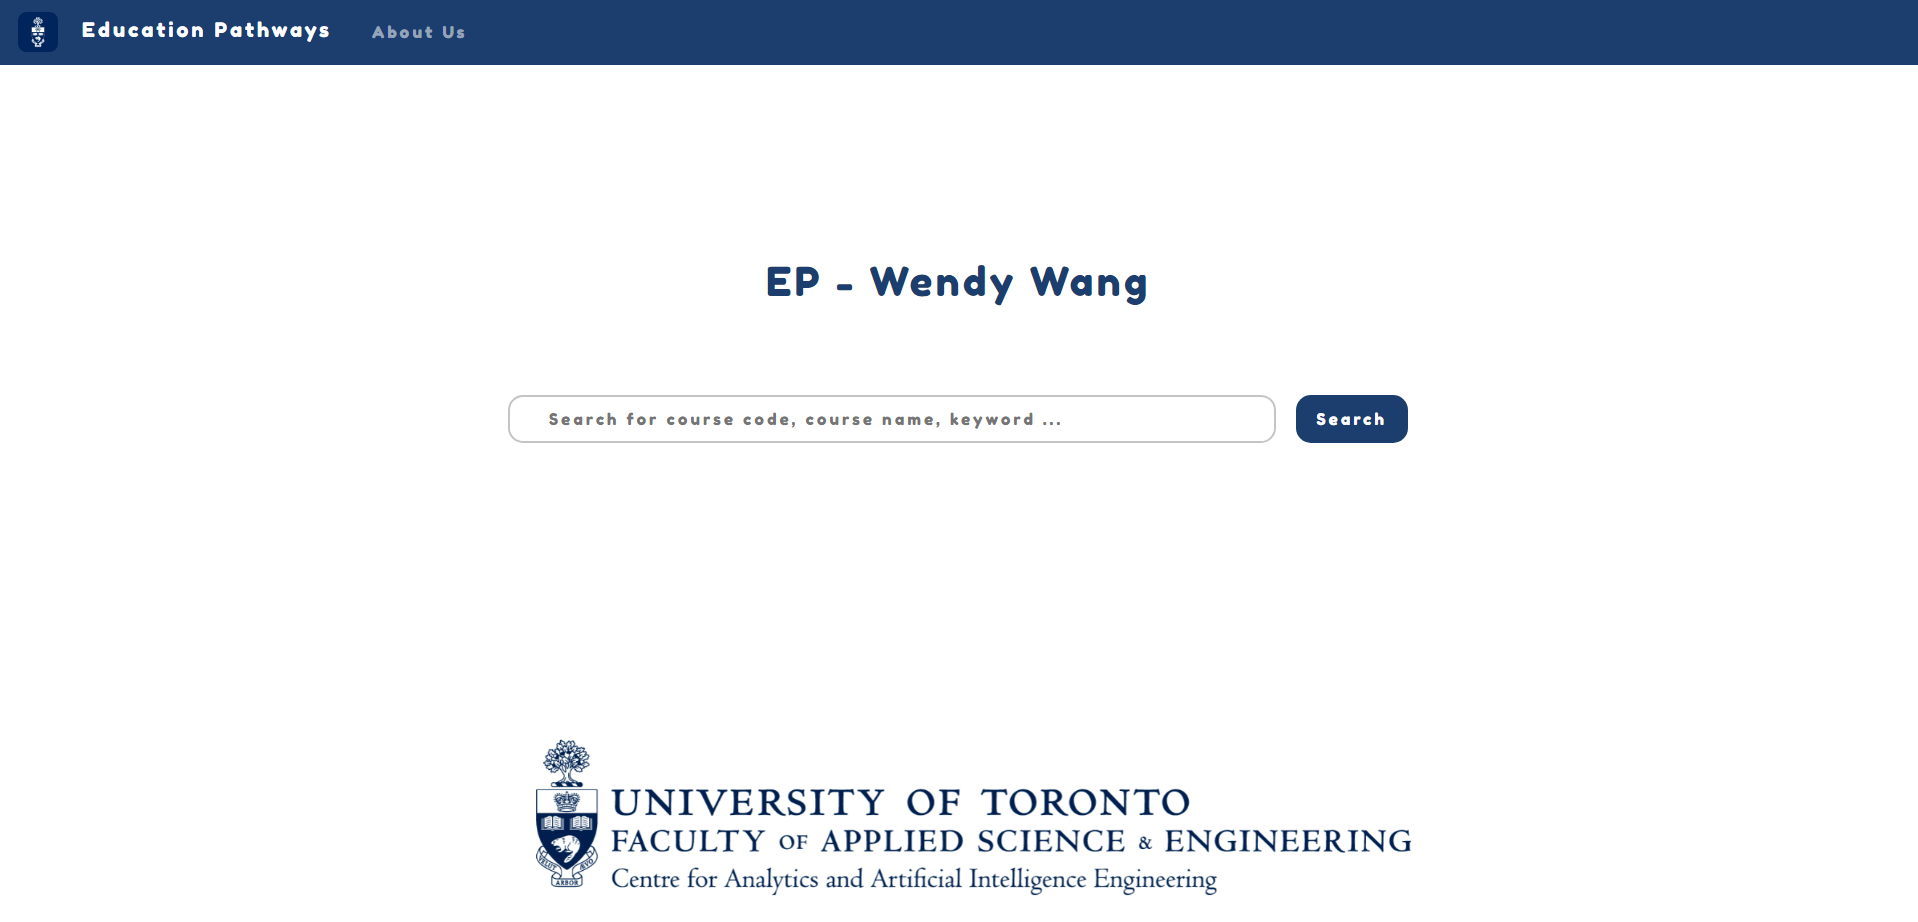 Education Pathways
About Us
EP - Wendy Wang
Search for course code, course name, keyword ...
Search
UNIVERSITY OF TORONTO
FACULTY OF APPLIED SCIENCE & ENGINEERING
Centre for Analytics and Artificial Intelligence Engineering
VELUT ARBOR ÆVO